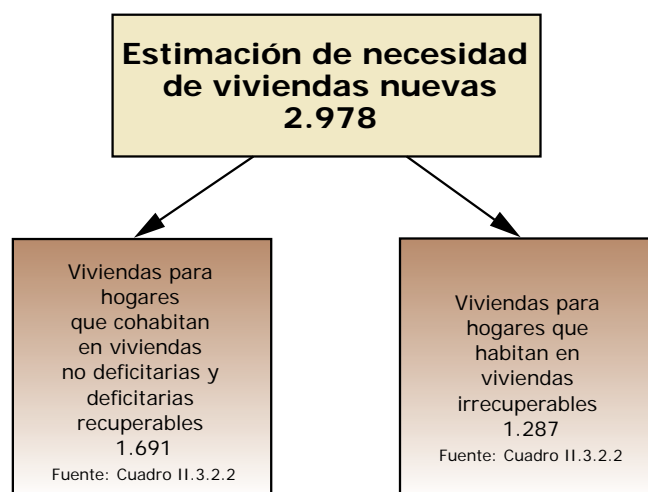 Estimación de necesidad
de viviendas nuevas
2.978
Viviendas para
hogares
que cohabitan
en viviendas
no deficitarias y
deficitarias
recuperables
1.691
Fuente: Cuadro II.3.2.2
Viviendas para
hogares que
habitan en
viviendas
irrecuperables
1.287
Fuente: Cuadro II.3.2.2